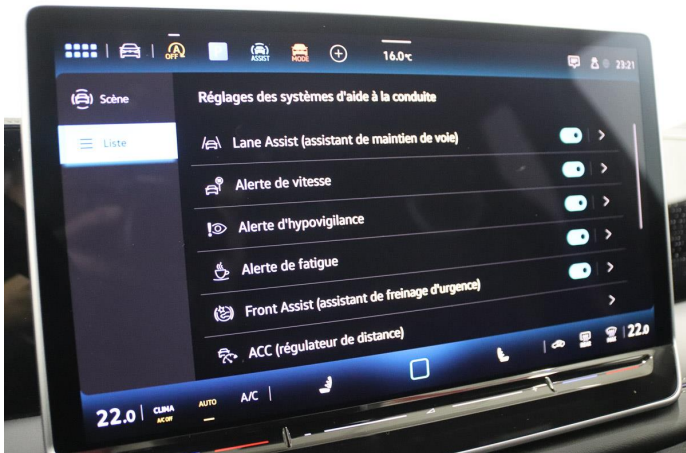 OFF
ASSIST
MODE
16.0°C
23:21
Scène
Liste
Réglages des systèmes d'aide à la conduite
Lane Assist (assistant de maintien de voie)
Alerte de vitesse
Alerte d'hypovigilance
Alerte de fatigue
Front Assist (assistant de freinage d'urgence)
ACC (régulateur de distance)
22.0
CLIMA
A/C OFF
AUTO
A/C
REAR
MAX
22.0